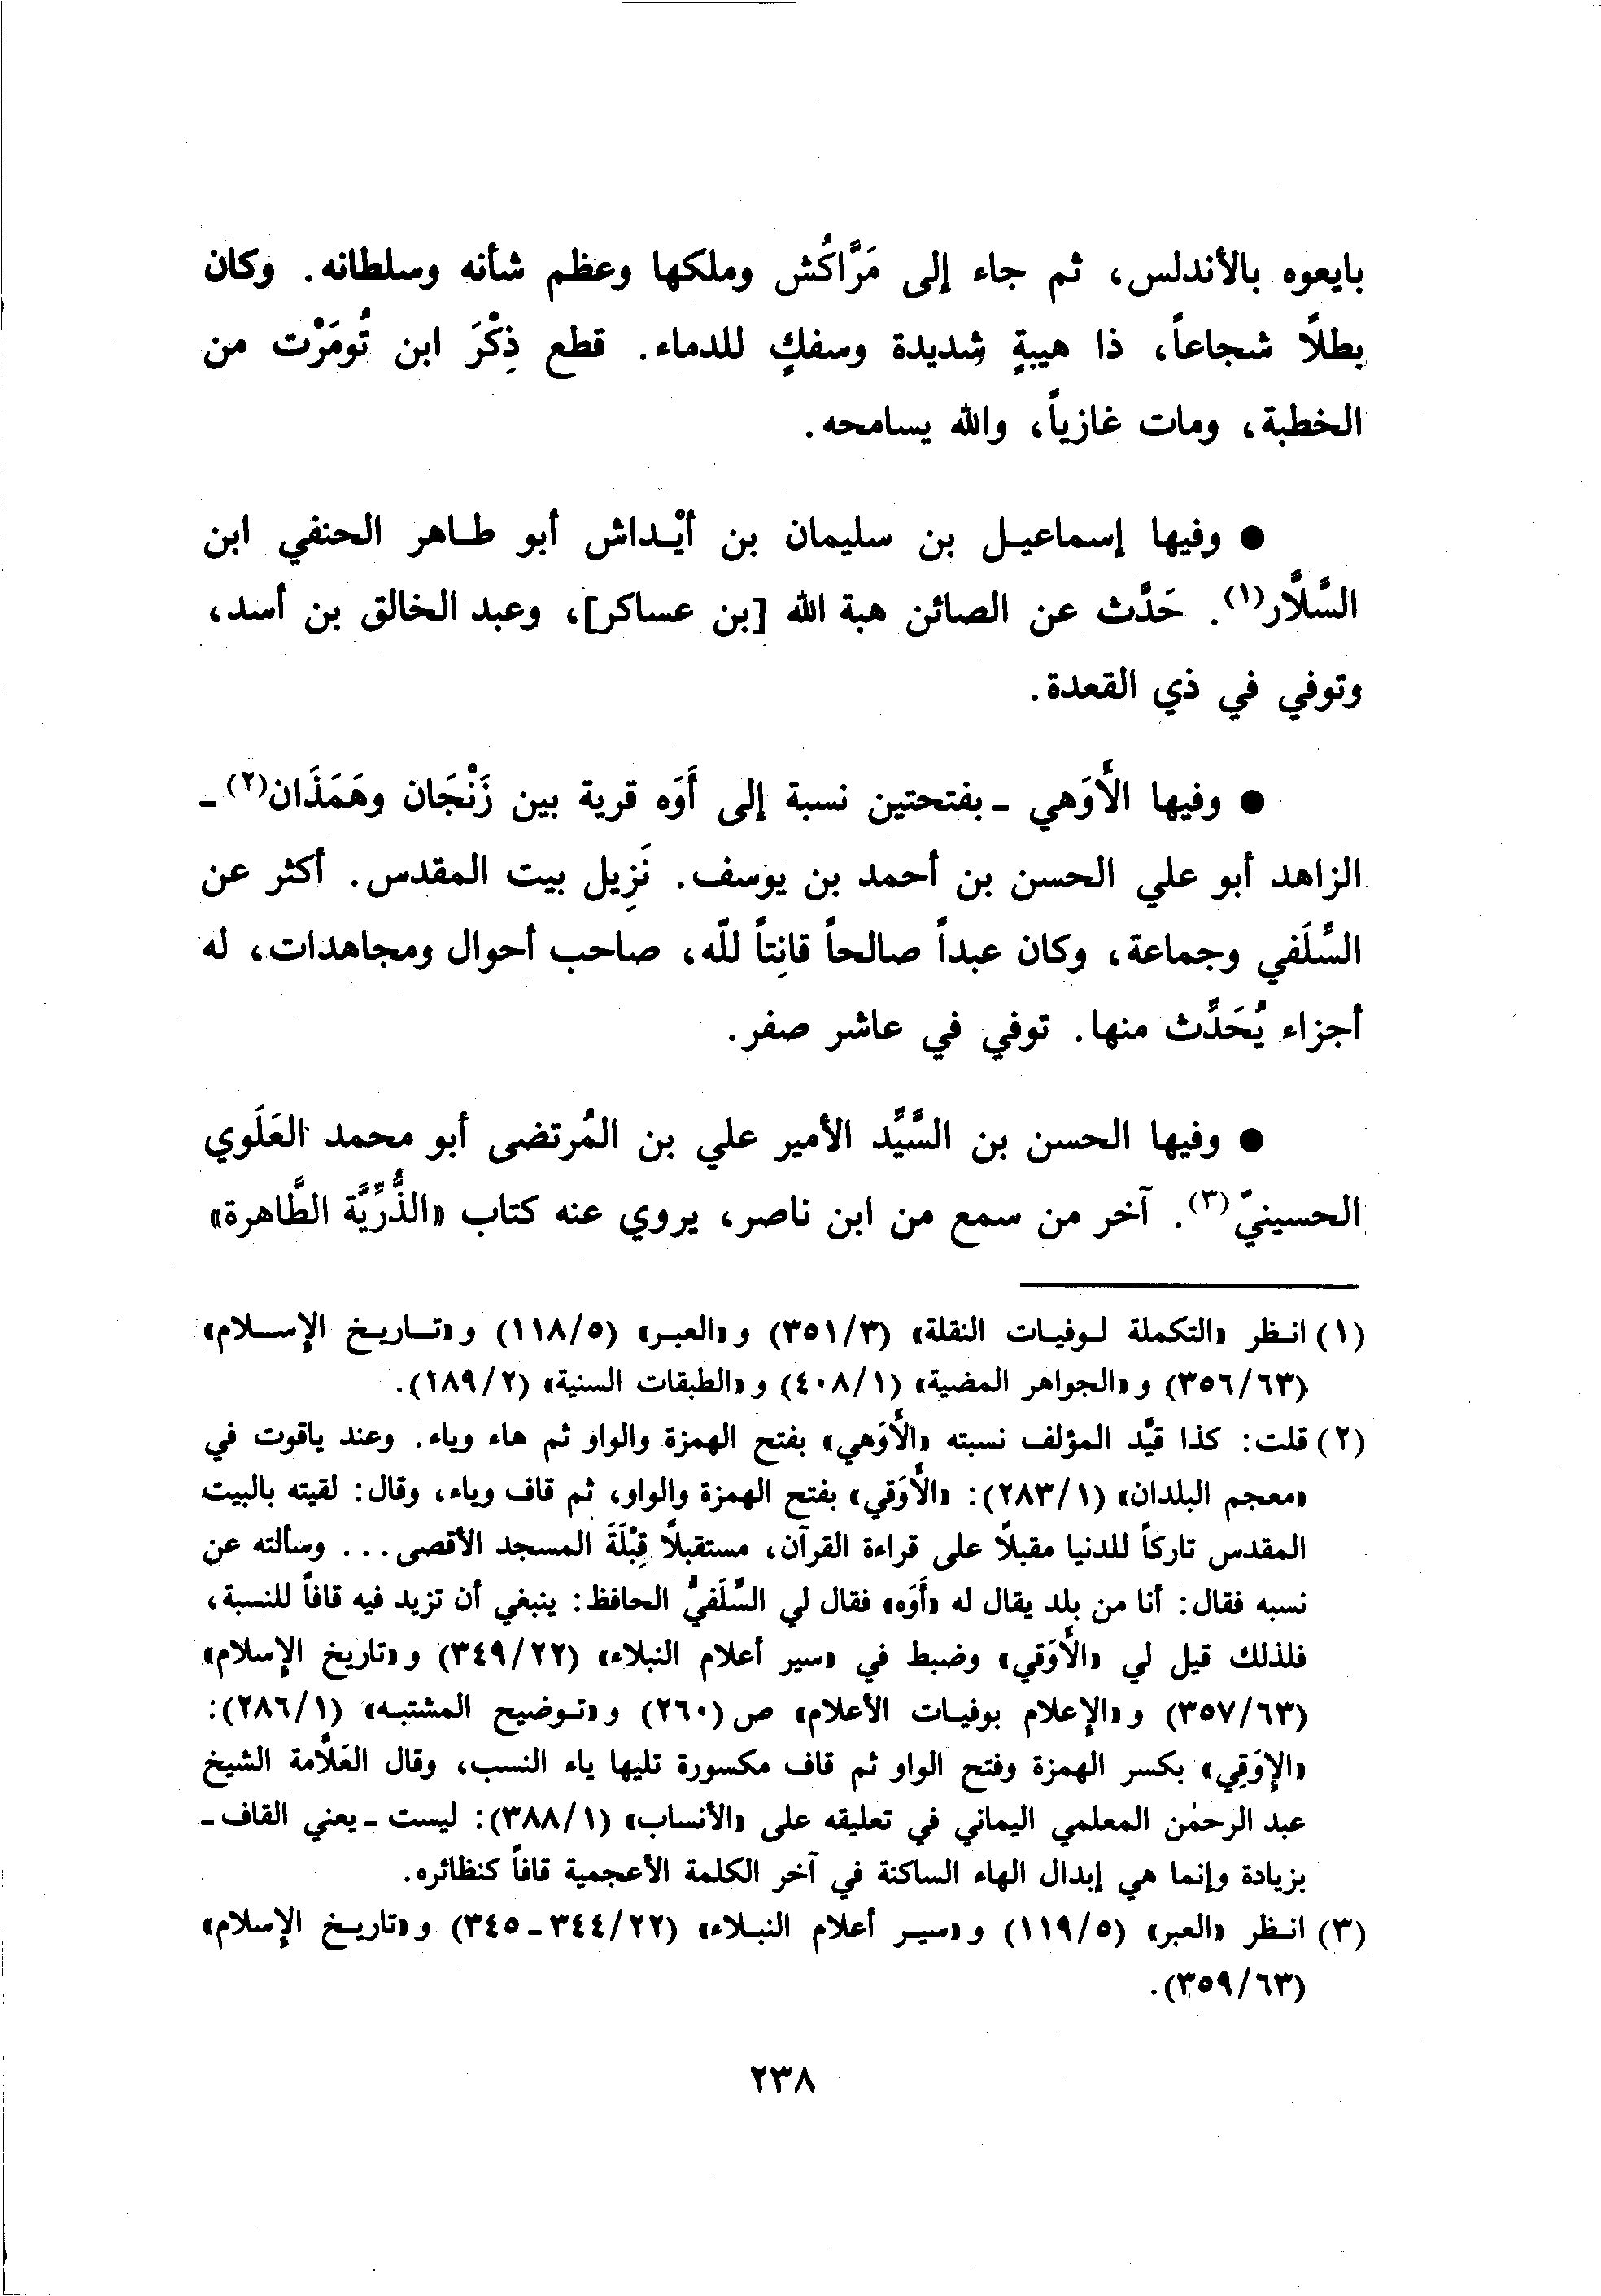 بايعوه بالأندلس، ثم جاء إلى مَرَّاكُش وملكها وعظم شأنه وسلطانه. وكان
بطلاً شجاعاً، ذا هيبةٍ شديدة وسفكٍ للدماء. قطع ذِكْرَ ابن تُومَرْت من
الخطبة، ومات غازياً، والله يسامحه.
● وفيها إسماعيل بن سليمان بن أيْداش أبو طاهر الحنفي ابن
السَّلاَّر(١). حَدَّث عن الصائن هبة الله [بن عساكر]، وعبد الخالق بن أسد،
وتوفي في ذي القعدة.
● وفيها الأَوَهي ـ بفتحتين نسبة إلى أَوَه قرية بين زَنْجَان وهَمَذَان(٢) ـ
الزاهد أبو علي الحسن بن أحمد بن يوسف. نَزِيل بيت المقدس. أكثر عن
السِّلَفي وجماعة، وكان عبداً صالحاً قانِتاً للّه، صاحب أحوال ومجاهدات، له
أجزاء يُحَدِّث منها. توفي في عاشر صفر.
● وفيها الحسن بن السَّيِّد الأمير علي بن المُرتضى أبو محمد العَلَوي
الحسينيّ(٣). آخر من سمع من ابن ناصر، يروي عنه كتاب «الذُّرِّيَّة الطَّاهرة»
(١) انظر «التكملة لوفيات النقلة» (٣/٣٥١) و«العبر» (٥/١١٨) و«تاريخ الإسلام»
(٦٣/٣٥٦) و«الجواهر المضية» (١/٤٠٨) و«الطبقات السنية» (٢/١٨٩).
(٢) قلت: كذا قيَّد المؤلف نسبته «الأَوَهي» بفتح الهمزة والواو ثم هاء وياء. وعند ياقوت في
«معجم البلدان» (١/٢٨٣): «الأَوَقي» بفتح الهمزة والواو، ثم قاف وياء، وقال: لقيته بالبيت
المقدس تاركاً للدنيا مقبلاً على قراءة القرآن، مستقبلاً قِبْلَةَ المسجد الأقصى... وسألته عن
نسبه فقال: أنا من بلد يقال له «أَوَه» فقال لي السِّلَفيُّ الحافظ: ينبغي أن تزيد فيه قافاً للنسبة،
فلذلك قيل لي «الأَوَقي» وضبط في «سير أعلام النبلاء» (٢٢/٣٤٩) و«تاريخ الإسلام»
(٦٣/٣٥٧) و«الإعلام بوفيات الأعلام» ص (٢٦٠) و«توضيح المشتبه» (١/٢٨٦):
«الإوَقِي» بكسر الهمزة وفتح الواو ثم قاف مكسورة تليها ياء النسب، وقال العَلاَّمة الشيخ
عبد الرحمٰن المعلمي اليماني في تعليقه على «الأنساب» (١/٣٨٨): ليست ـ يعني القاف ـ
بزيادة وإنما هي إبدال الهاء الساكنة في آخر الكلمة الأعجمية قافاً كنظائره.
(٣) انظر «العبر» (٥/١١٩) و«سير أعلام النبلاء» (٢٢/٣٤٤ـ٣٤٥) و«تاريخ الإسلام»
(٦٣/٣٥٩).
٢٣٨